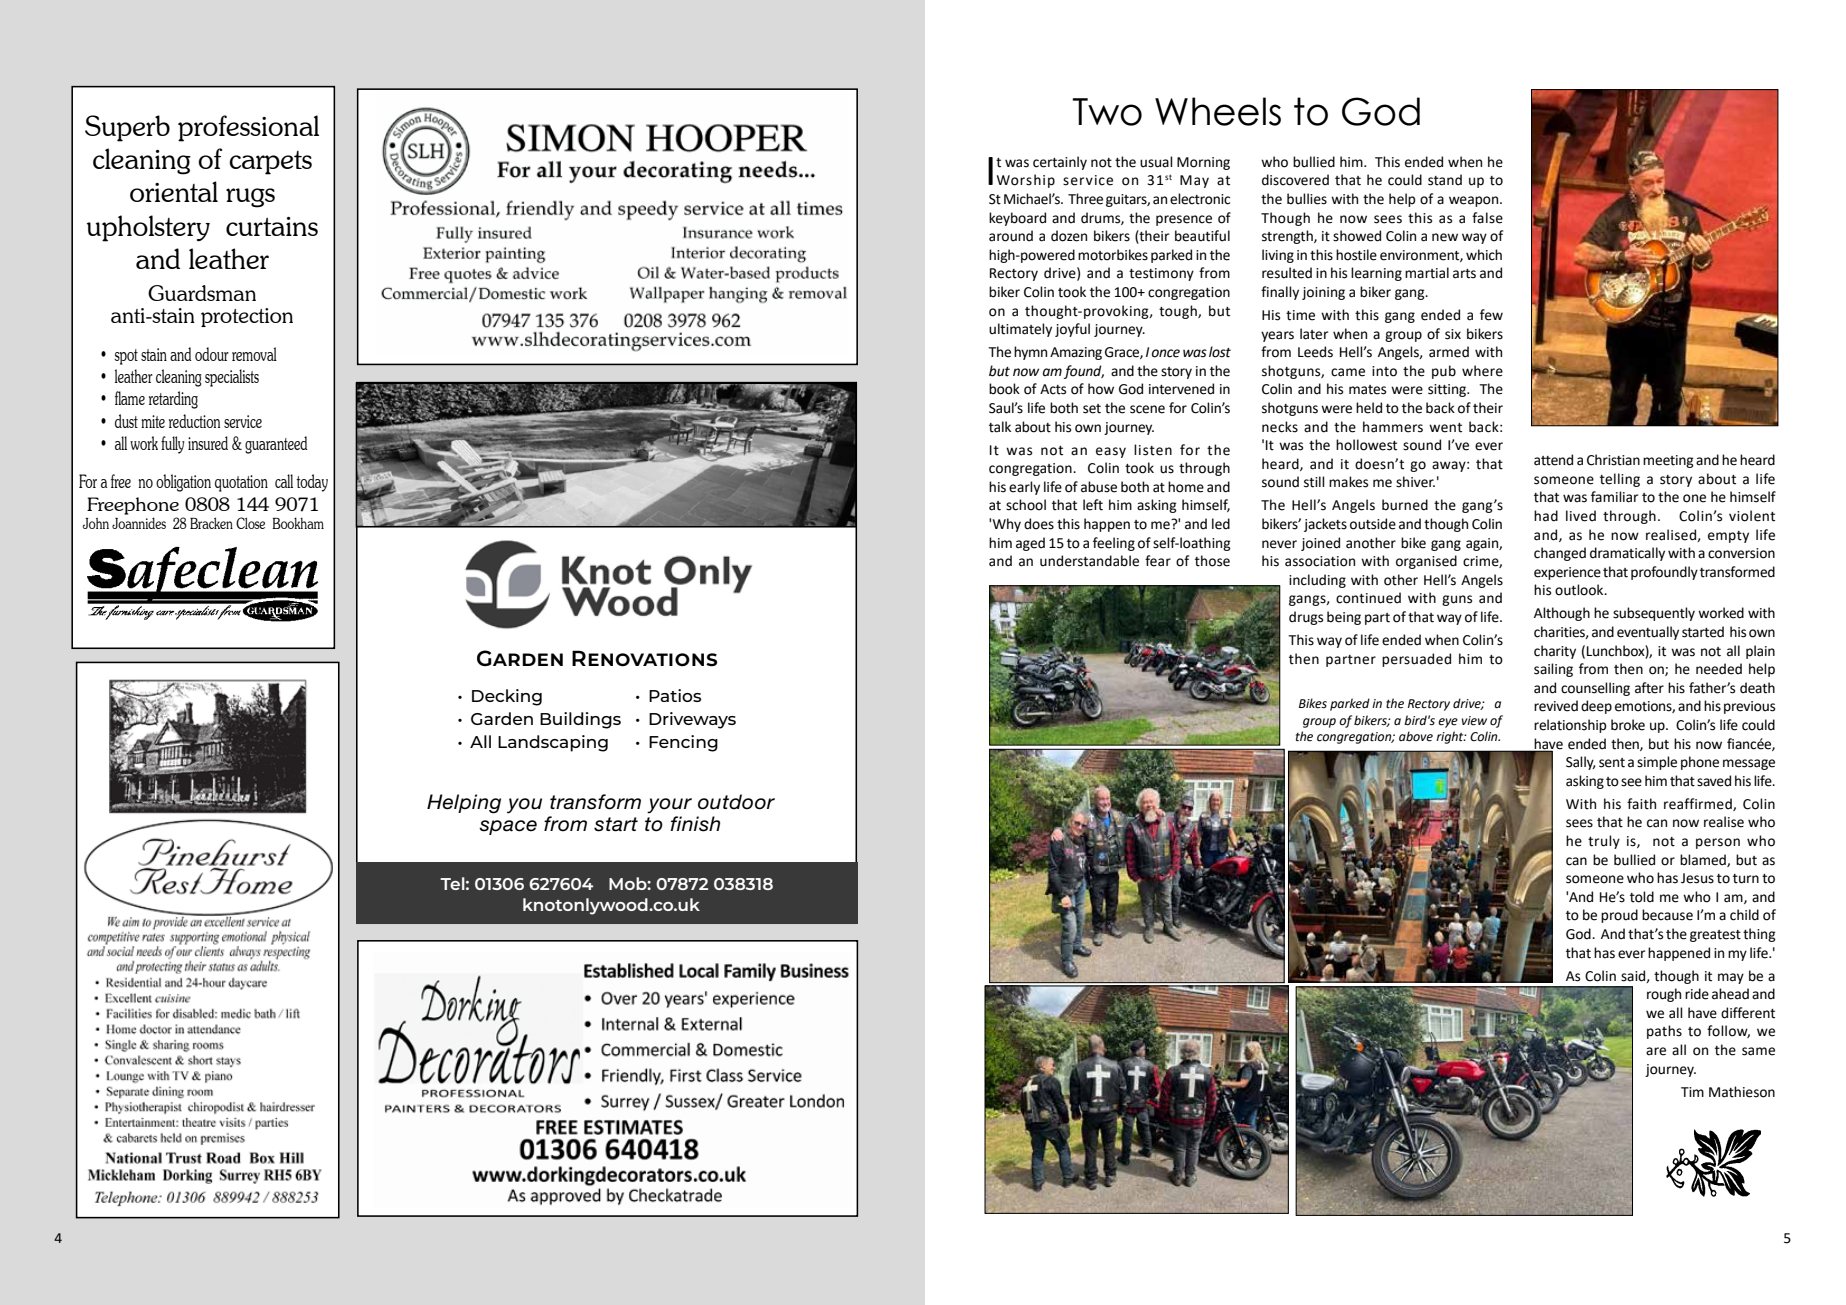 Superb professional
cleaning of carpets
oriental rugs
upholstery curtains
and leather
Guardsman
anti-stain protection
• spot stain and odour removal
• leather cleaning specialists
• flame retarding
• dust mite reduction service
• all work fully insured & guaranteed
For a free no obligation quotation call today
Freephone 0808 144 9071
John Joannides 28 Bracken Close Bookham
Safeclean
The furnishing care specialists from GUARDSMAN
Pinehurst
Rest Home
We aim to provide an excellent service at
competitive rates supporting emotional physical
and social needs of our clients always respecting
and protecting their status as adults.
• Residential and 24-hour daycare
• Excellent cuisine
• Facilities for disabled: medic bath / lift
• Home doctor in attendance
• Single & sharing rooms
• Convalescent & short stays
• Lounge with TV & piano
• Separate dining room
• Physiotherapist chiropodist & hairdresser
• Entertainment: theatre visits / parties
& cabarets held on premises
National Trust Road Box Hill
Mickleham Dorking Surrey RH5 6BY
Telephone: 01306 889942 / 888253
Simon Hooper
SLH
Decorating Services
SIMON HOOPER
For all your decorating needs...
Professional, friendly and speedy service at all times
Fully insured
Exterior painting
Free quotes & advice
Commercial/Domestic work
Insurance work
Interior decorating
Oil & Water-based products
Wallpaper hanging & removal
07947 135 376 0208 3978 962
www.slhdecoratingservices.com
Knot Only
Wood
GARDEN RENOVATIONS
• Decking
• Garden Buildings
• All Landscaping
• Patios
• Driveways
• Fencing
Helping you transform your outdoor
space from start to finish
Tel: 01306 627604 Mob: 07872 038318
knotonlywood.co.uk
Dorking
Decorators
PROFESSIONAL
PAINTERS & DECORATORS
Established Local Family Business
• Over 20 years' experience
• Internal & External
• Commercial & Domestic
• Friendly, First Class Service
• Surrey / Sussex/ Greater London
FREE ESTIMATES
01306 640418
www.dorkingdecorators.co.uk
As approved by Checkatrade
4
Two Wheels to God
It was certainly not the usual Morning
Worship service on 31st May at
St Michael’s. Three guitars, an electronic
keyboard and drums, the presence of
around a dozen bikers (their beautiful
high-powered motorbikes parked in the
Rectory drive) and a testimony from
biker Colin took the 100+ congregation
on a thought-provoking, tough, but
ultimately joyful journey.
The hymn Amazing Grace, I once was lost
but now am found, and the story in the
book of Acts of how God intervened in
Saul’s life both set the scene for Colin’s
talk about his own journey.
It was not an easy listen for the
congregation. Colin took us through
his early life of abuse both at home and
at school that left him asking himself,
'Why does this happen to me?' and led
him aged 15 to a feeling of self-loathing
and an understandable fear of those
who bullied him. This ended when he
discovered that he could stand up to
the bullies with the help of a weapon.
Though he now sees this as a false
strength, it showed Colin a new way of
living in this hostile environment, which
resulted in his learning martial arts and
finally joining a biker gang.
His time with this gang ended a few
years later when a group of six bikers
from Leeds Hell’s Angels, armed with
shotguns, came into the pub where
Colin and his mates were sitting. The
shotguns were held to the back of their
necks and the hammers went back:
'It was the hollowest sound I’ve ever
heard, and it doesn’t go away: that
sound still makes me shiver.'
The Hell’s Angels burned the gang’s
bikers’ jackets outside and though Colin
never joined another bike gang again,
his association with organised crime,
including with other Hell’s Angels
gangs, continued with guns and
drugs being part of that way of life.
This way of life ended when Colin’s
then partner persuaded him to
Bikes parked in the Rectory drive; a
group of bikers; a bird's eye view of
the congregation; above right: Colin.
attend a Christian meeting and he heard
someone telling a story about a life
that was familiar to the one he himself
had lived through. Colin’s violent
and, as he now realised, empty life
changed dramatically with a conversion
experience that profoundly transformed
his outlook.
Although he subsequently worked with
charities, and eventually started his own
charity (Lunchbox), it was not all plain
sailing from then on; he needed help
and counselling after his father’s death
revived deep emotions, and his previous
relationship broke up. Colin’s life could
have ended then, but his now fiancée,
Sally, sent a simple phone message
asking to see him that saved his life.
With his faith reaffirmed, Colin
sees that he can now realise who
he truly is, not a person who
can be bullied or blamed, but as
someone who has Jesus to turn to
'And He’s told me who I am, and
to be proud because I’m a child of
God. And that’s the greatest thing
that has ever happened in my life.'
As Colin said, though it may be a
rough ride ahead and
we all have different
paths to follow, we
are all on the same
journey.
Tim Mathieson
5